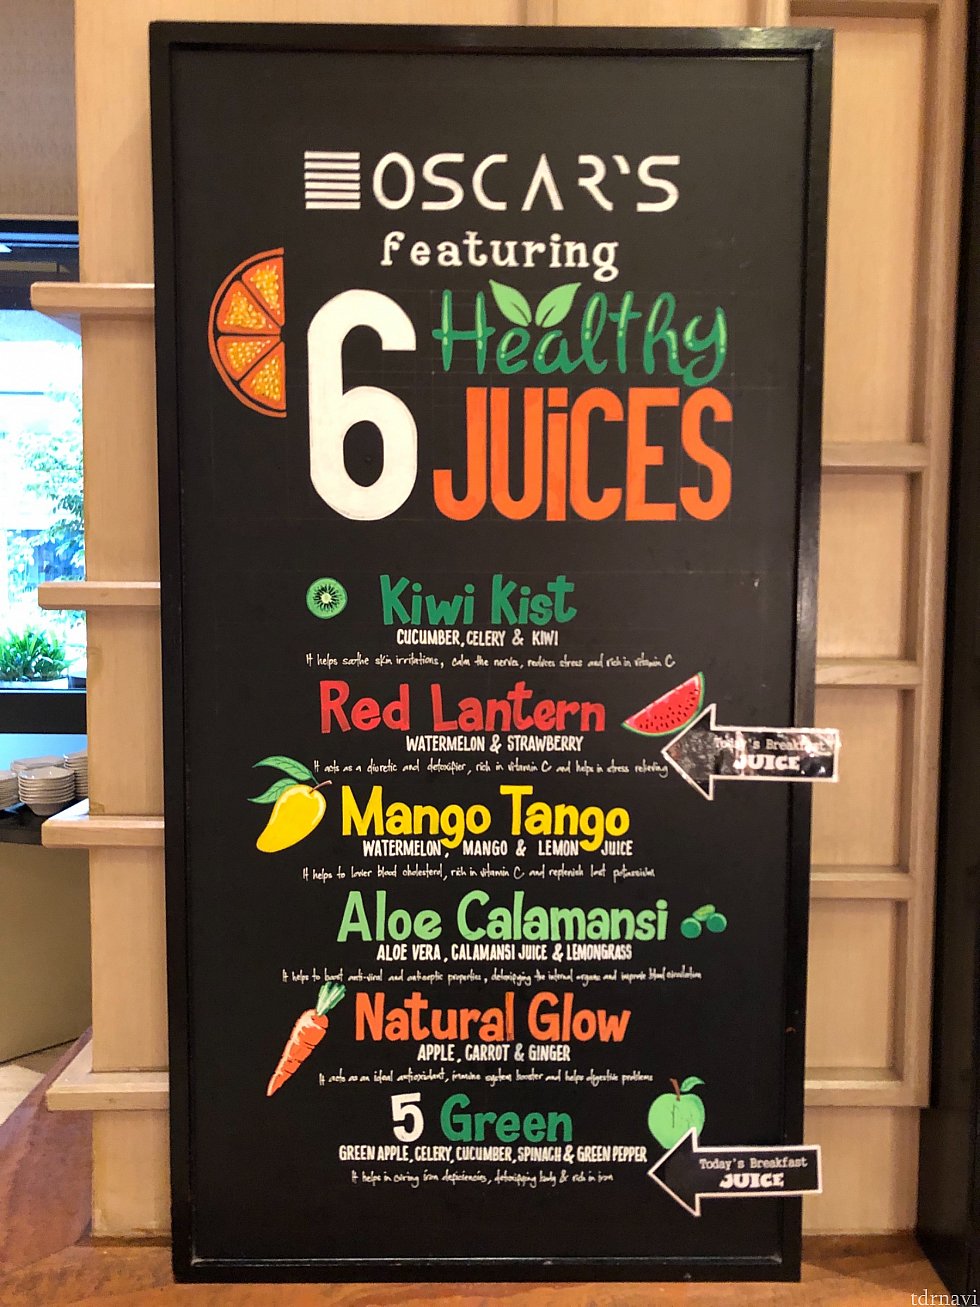 OSCAR'S
featuring
6 Healthy
JUICES
Kiwi Kist
CUCUMBER, CELERY & KIWI
It helps soothe skin irritations, calm the nerves, reduces stress and rich in vitamin C
Red Lantern
WATERMELON & STRAWBERRY
It acts as a diuretic and detoxifier, rich in vitamin C and helps in stress relieving
Today's Breakfast
JUICE
Mango Tango
WATERMELON, MANGO & LEMON JUICE
It helps to lower blood cholesterol, rich in vitamin C and replenish lost potassium
Aloe Calamansi
ALOE VERA, CALAMANSI JUICE & LEMONGRASS
It helps to boost anti-viral and antiseptic properties, detoxifying the internal organs and improve blood circulation
Natural Glow
APPLE, CARROT & GINGER
It acts as an ideal antioxidant, immune system booster and helps digestive problems
5 Green
GREEN APPLE, CELERY, CUCUMBER, SPINACH & GREEN PEPPER
It helps in curing iron deficiencies, detoxifying body & rich in iron
Today's Breakfast
JUICE
tdrnavi